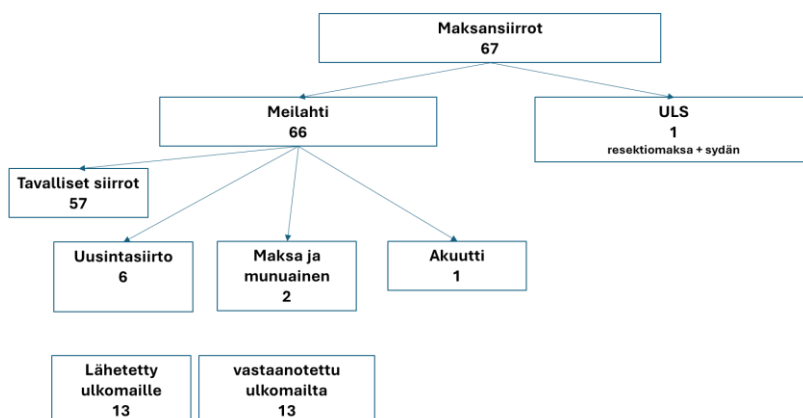 Maksansiirrot
67
Meilahti
66
ULS
1
resektiomaksa + sydän
Tavalliset siirrot
57
Uusintasiirto
6
Maksa ja
munuainen
2
Akuutti
1
Lähetetty
ulkomaille
13
vastaanotettu
ulkomailta
13